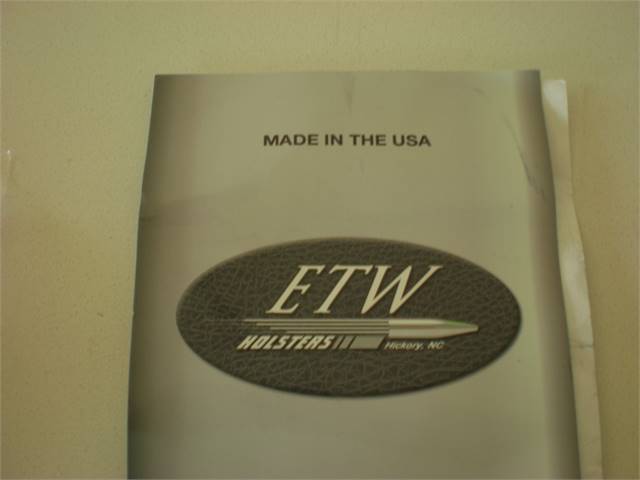 MADE IN THE USA
ETW
HOLSTERS
Hickory, NC